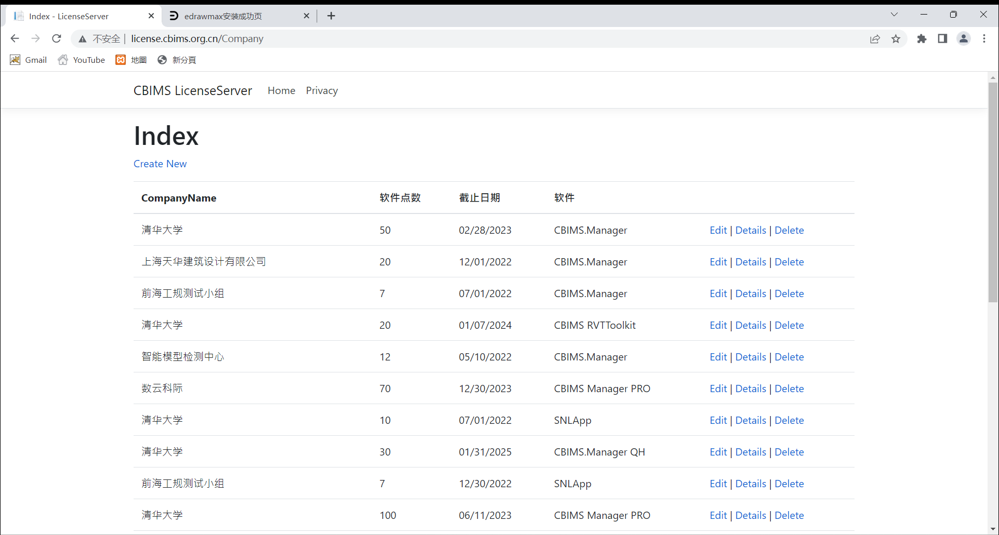 Index - LicenseServer
edrawmax安装成功页
不安全 | license.cbims.org.cn/Company
Gmail YouTube 地圖 新分頁
CBIMS LicenseServer Home Privacy
Index
Create New
CompanyName 软件点数 截止日期 软件
清华大学 50 02/28/2023 CBIMS.Manager Edit | Details | Delete
上海天华建筑设计有限公司 20 12/01/2022 CBIMS.Manager Edit | Details | Delete
前海工规测试小组 7 07/01/2022 CBIMS.Manager Edit | Details | Delete
清华大学 20 01/07/2024 CBIMS RVTToolkit Edit | Details | Delete
智能模型检测中心 12 05/10/2022 CBIMS.Manager Edit | Details | Delete
数云科际 70 12/30/2023 CBIMS Manager PRO Edit | Details | Delete
清华大学 10 07/01/2022 SNLApp Edit | Details | Delete
清华大学 30 01/31/2025 CBIMS.Manager QH Edit | Details | Delete
前海工规测试小组 7 12/30/2022 SNLApp Edit | Details | Delete
清华大学 100 06/11/2023 CBIMS Manager PRO Edit | Details | Delete